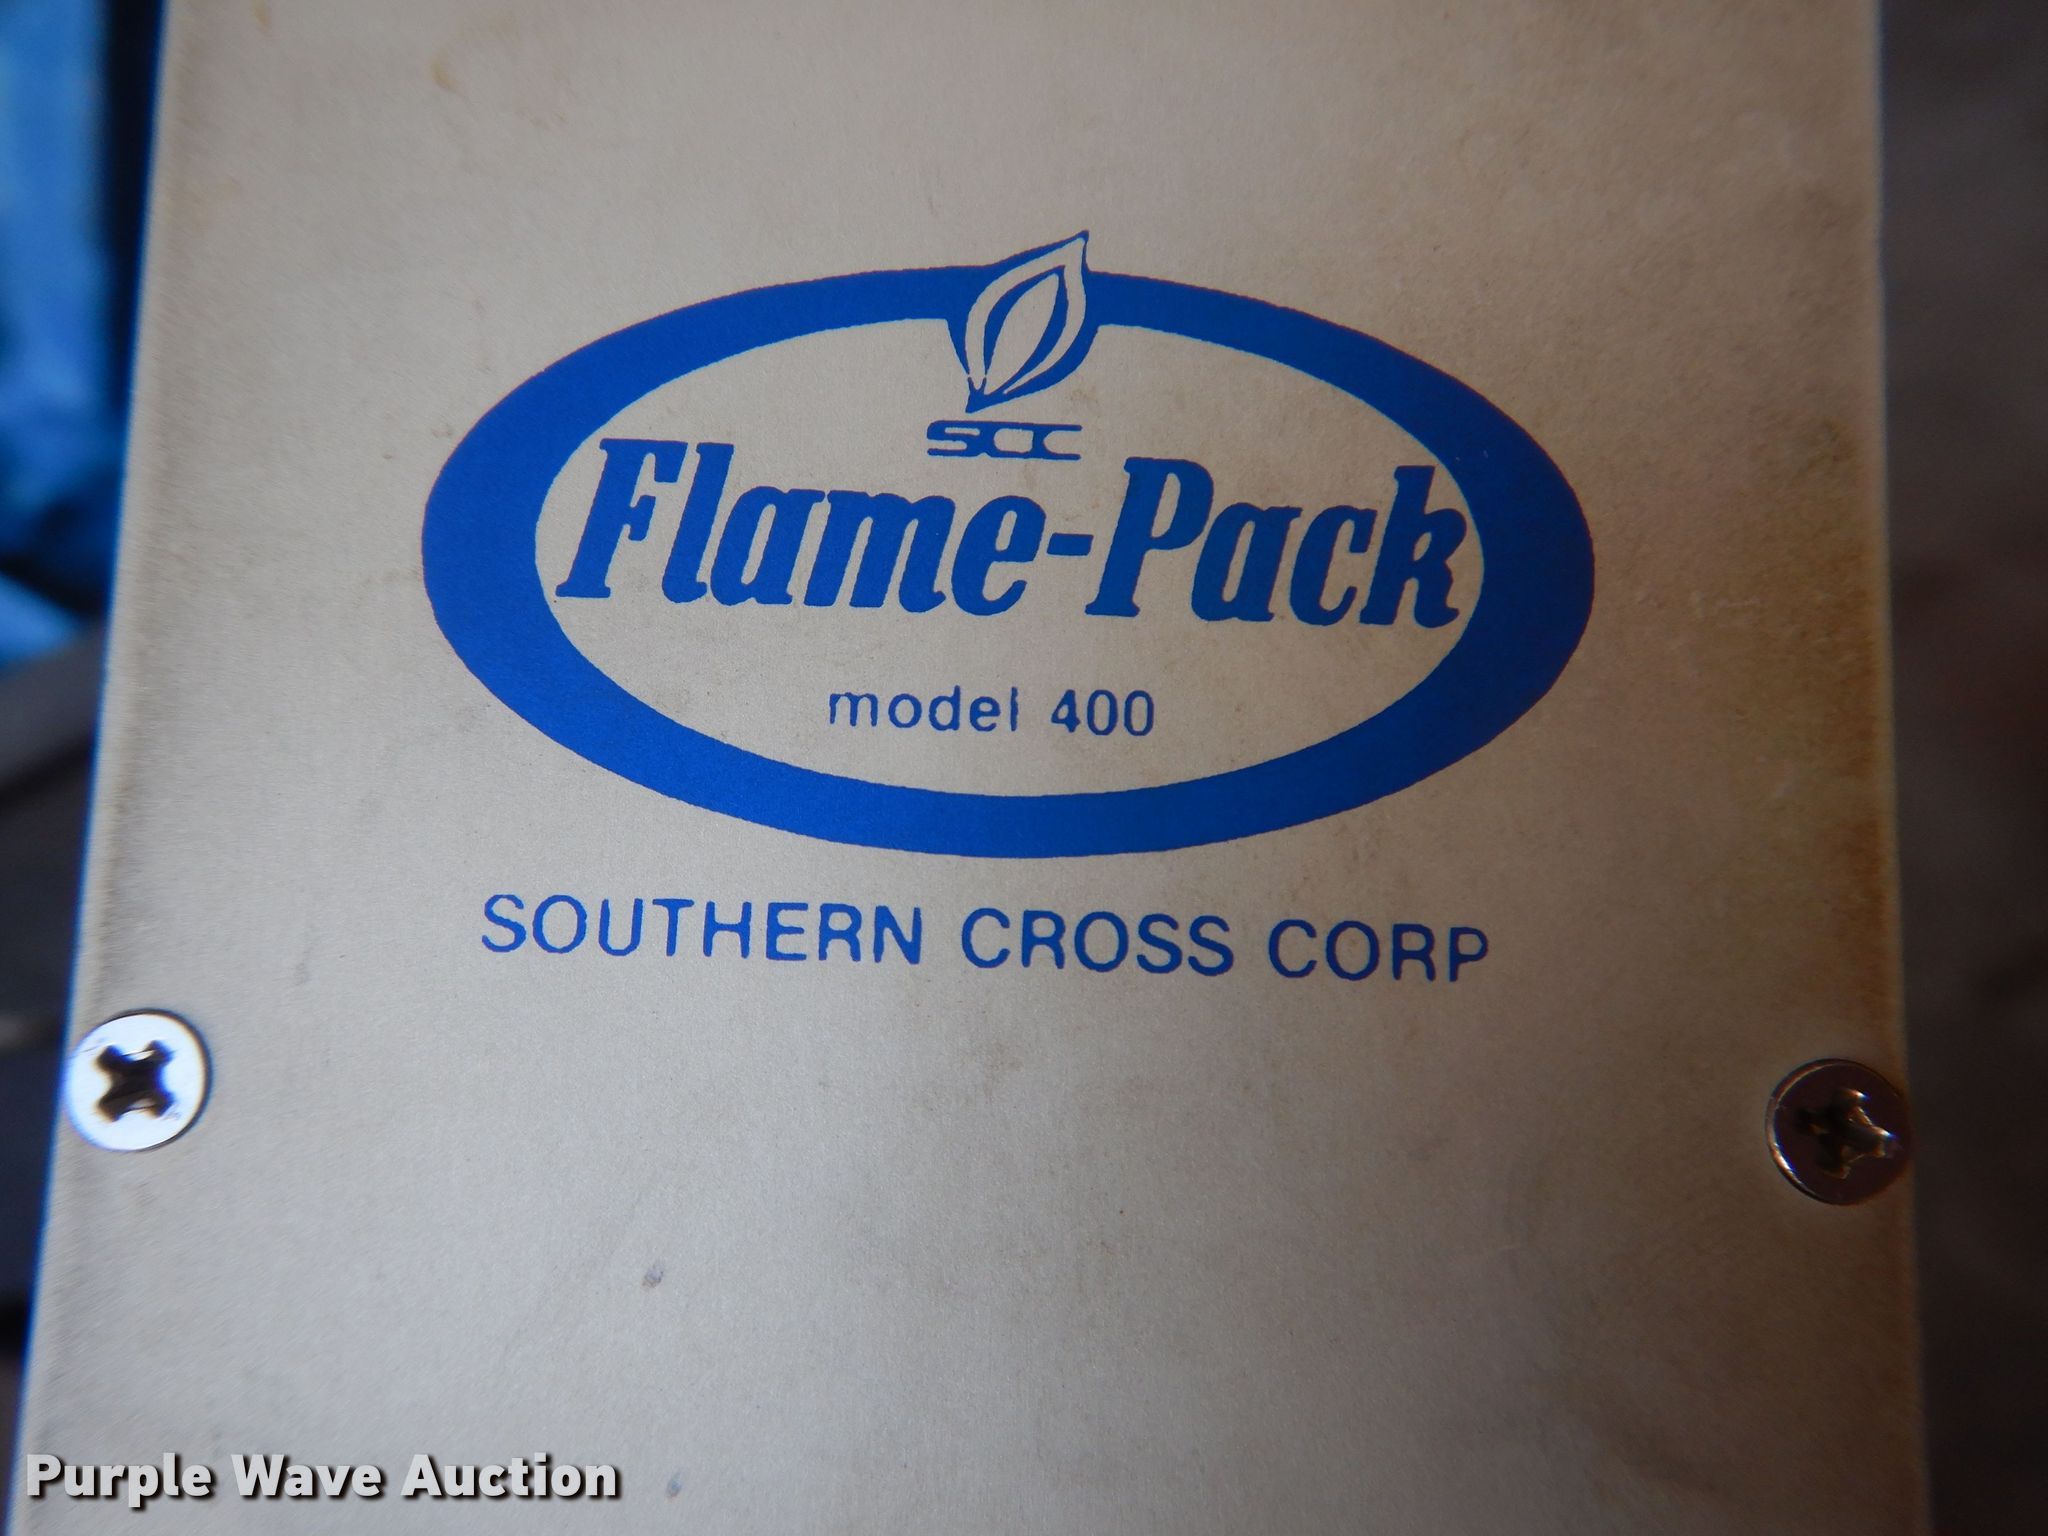 SCC
Flame-Pack
model 400
SOUTHERN CROSS CORP
Purple Wave Auction